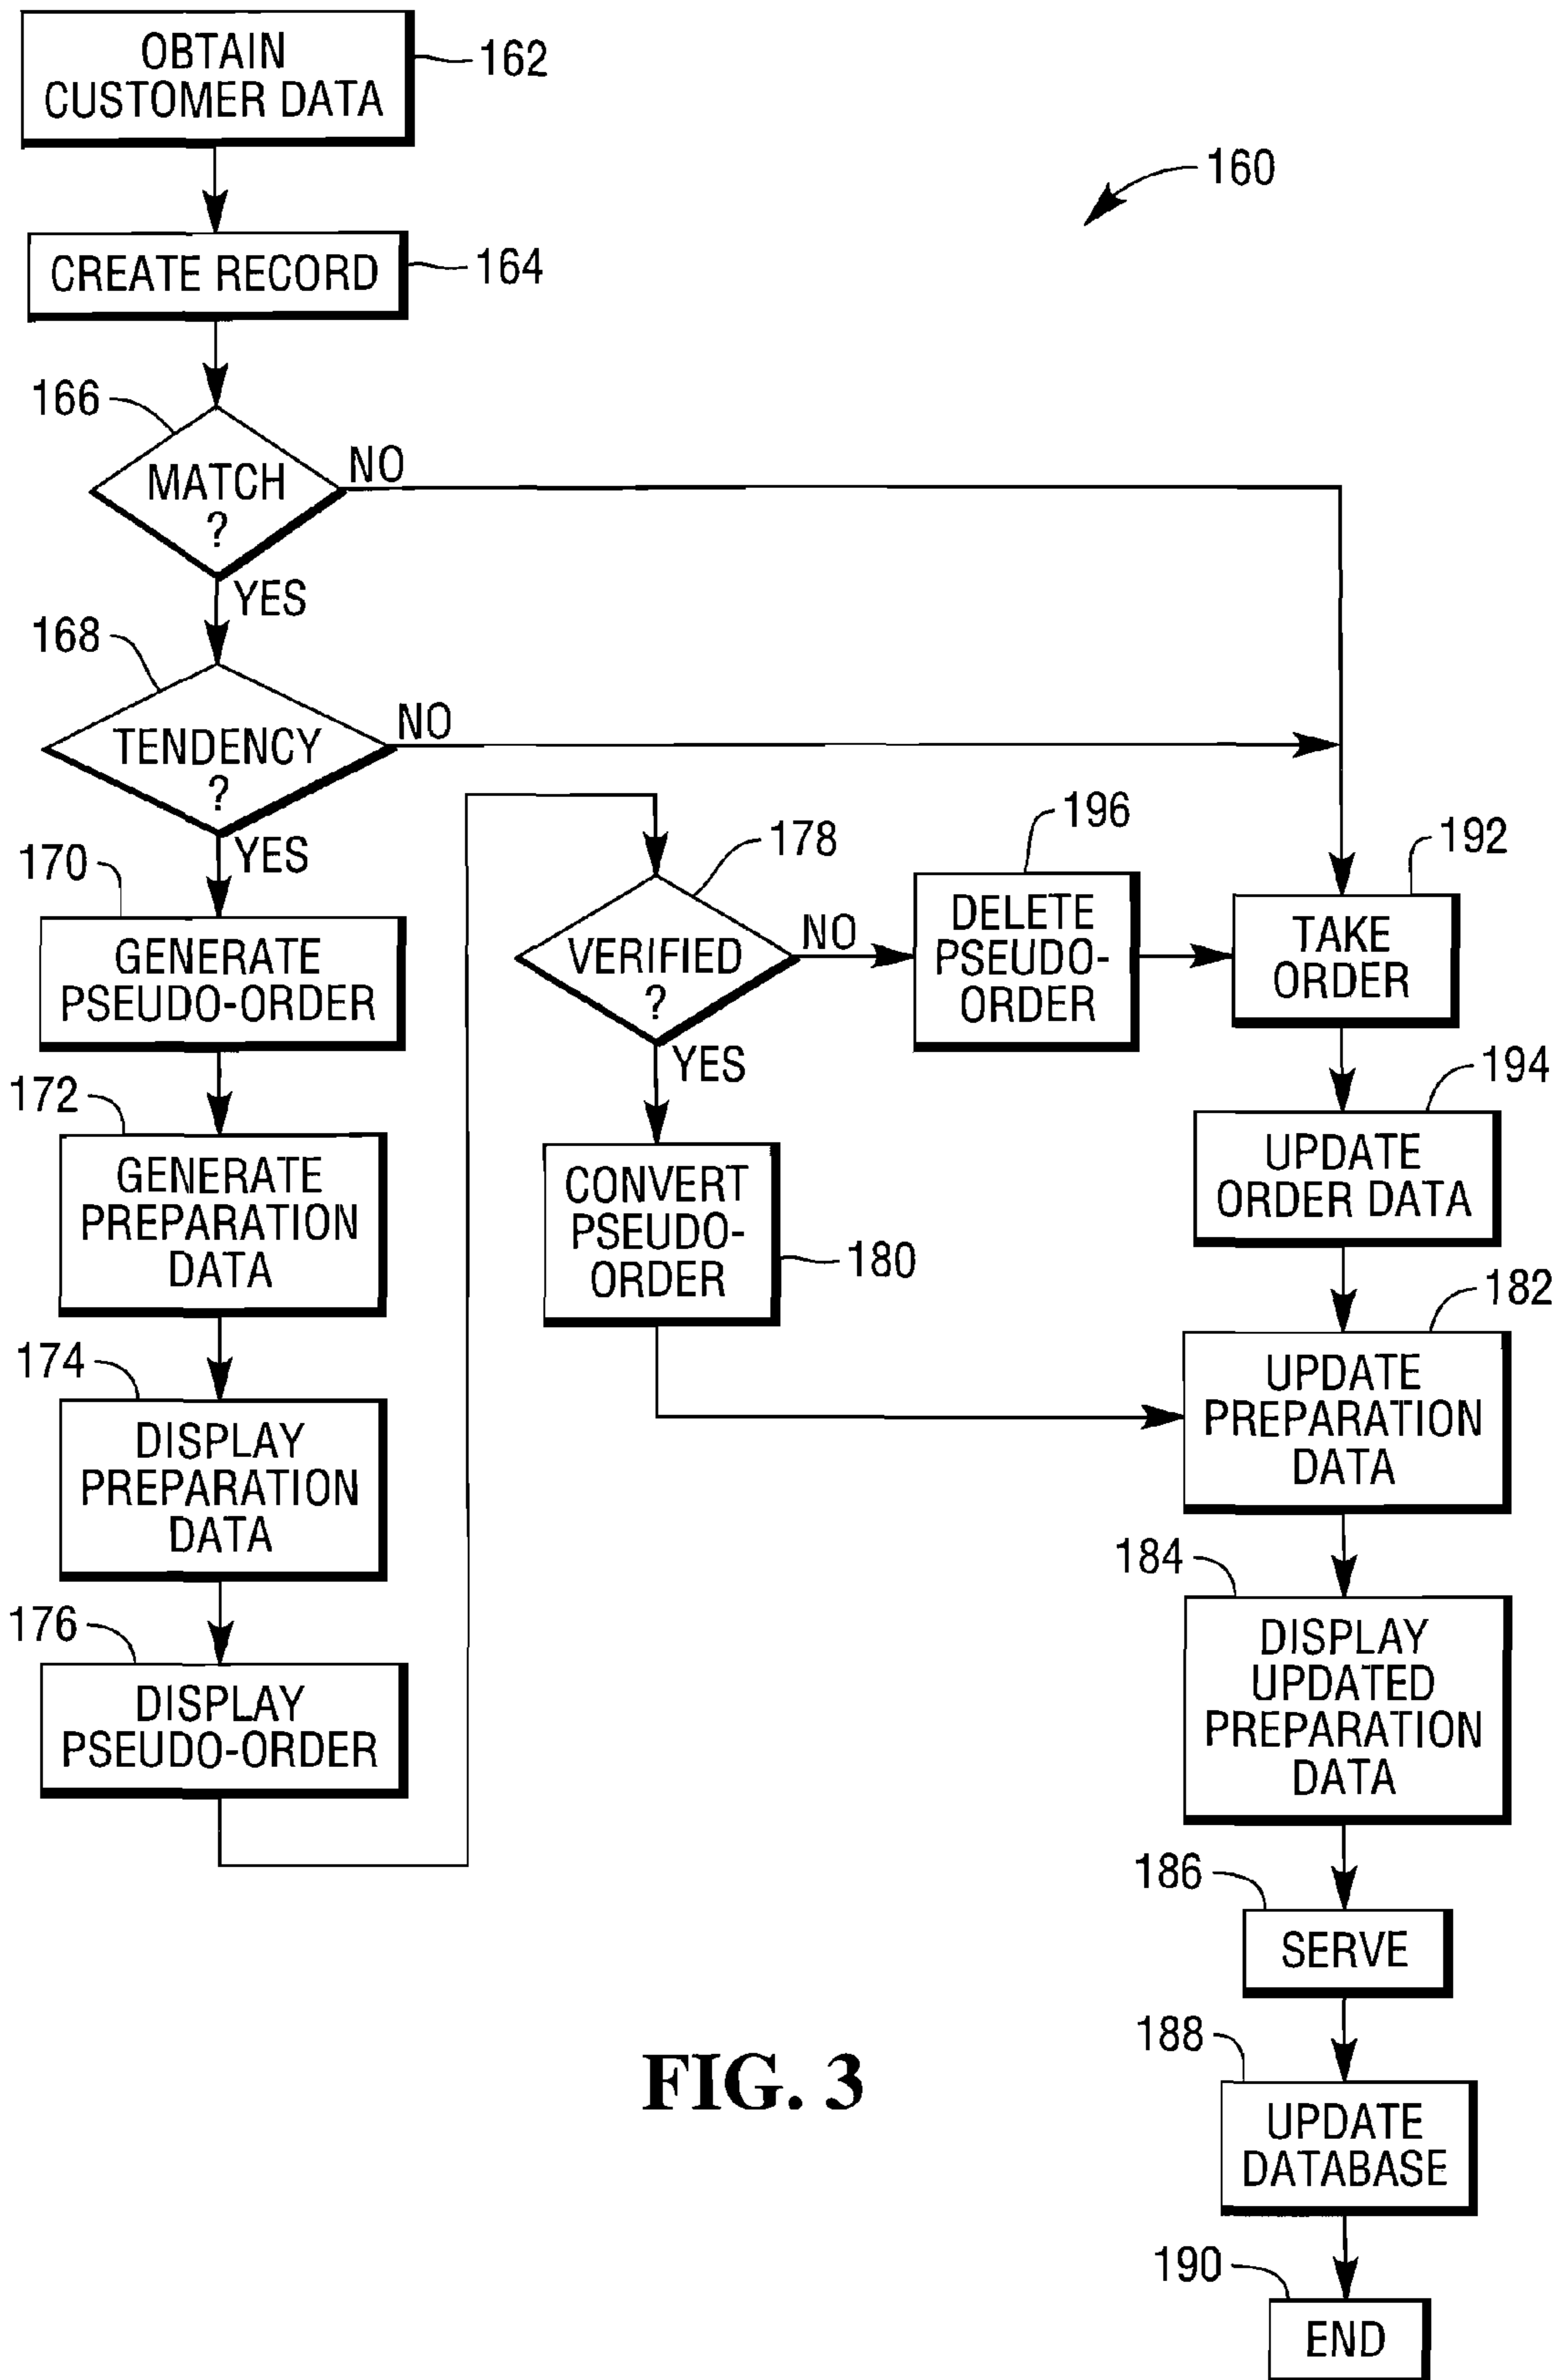 OBTAIN
CUSTOMER DATA
162
160
CREATE RECORD
164
166
MATCH
?
NO
YES
168
TENDENCY
?
NO
YES
170
GENERATE
PSEUDO-ORDER
172
GENERATE
PREPARATION
DATA
174
DISPLAY
PREPARATION
DATA
176
DISPLAY
PSEUDO-ORDER
178
VERIFIED
?
NO
YES
196
DELETE
PSEUDO-
ORDER
CONVERT
PSEUDO-
ORDER
180
192
TAKE
ORDER
194
UPDATE
ORDER DATA
182
UPDATE
PREPARATION
DATA
184
DISPLAY
UPDATED
PREPARATION
DATA
186
SERVE
188
UPDATE
DATABASE
190
END
FIG. 3